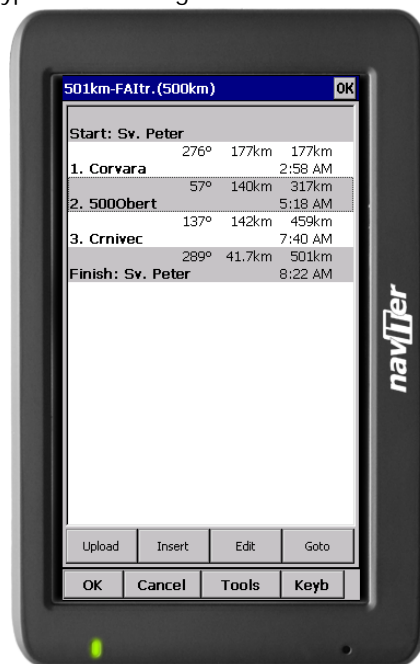 501km-FAItr.(500km) OK
Start: Sv. Peter
276° 177km 177km
1. Corvara 2:58 AM
57° 140km 317km
2. 500Obert 5:18 AM
137° 142km 459km
3. Crnivec 7:40 AM
289° 41.7km 501km
Finish: Sv. Peter 8:22 AM
Upload Insert Edit Goto
OK Cancel Tools Keyb
naviter